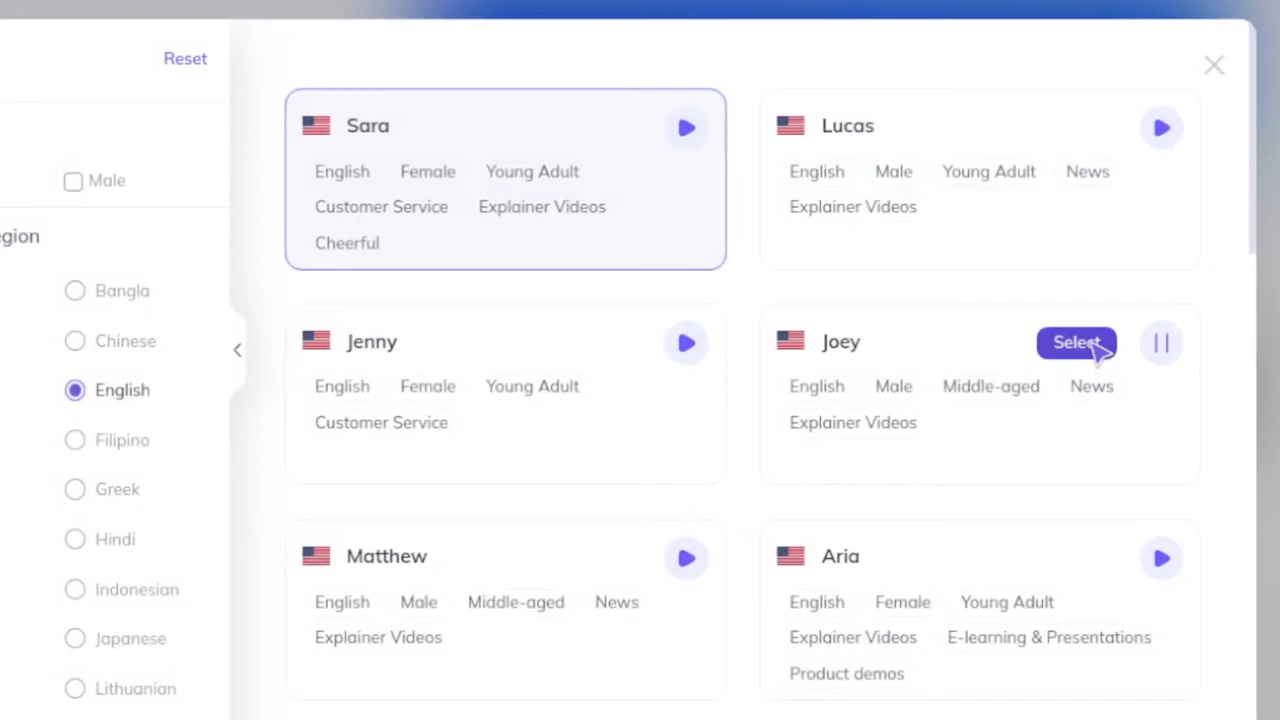 Reset
Male
egion
Bangla
Chinese
English
Filipino
Greek
Hindi
Indonesian
Japanese
Lithuanian
Sara
English Female Young Adult
Customer Service Explainer Videos
Cheerful
Lucas
English Male Young Adult News
Explainer Videos
Jenny
English Female Young Adult
Customer Service
Joey Select
English Male Middle-aged News
Explainer Videos
Matthew
English Male Middle-aged News
Explainer Videos
Aria
English Female Young Adult
Explainer Videos E-learning & Presentations
Product demos